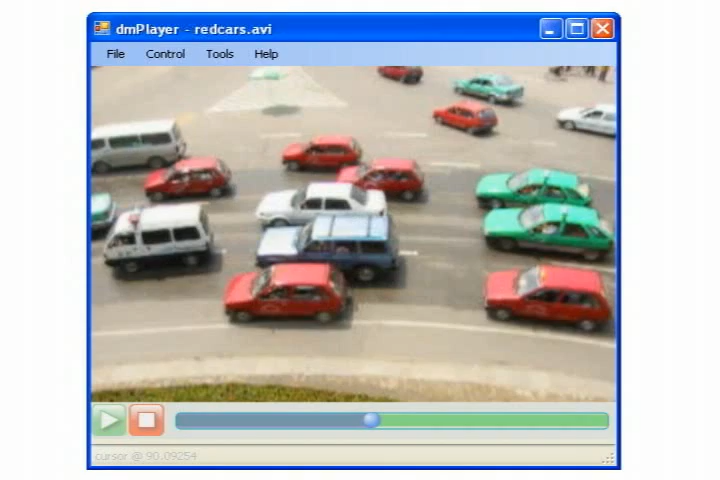 dmPlayer - redcars.avi
File Control Tools Help
cursor @ 90.09254